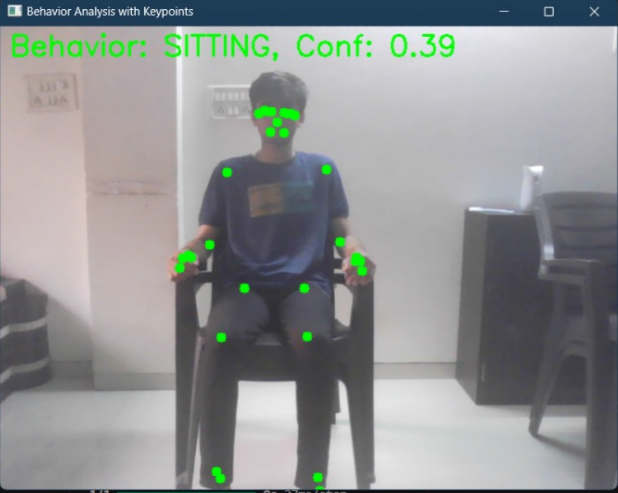 Behavior Analysis with Keypoints
Behavior: SITTING, Conf: 0.39